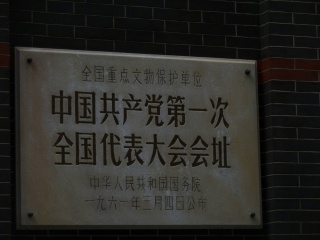 全国重点文物保护单位
中国共产党第一次
全国代表大会会址
中华人民共和国国务院
一九六一年三月四日公布